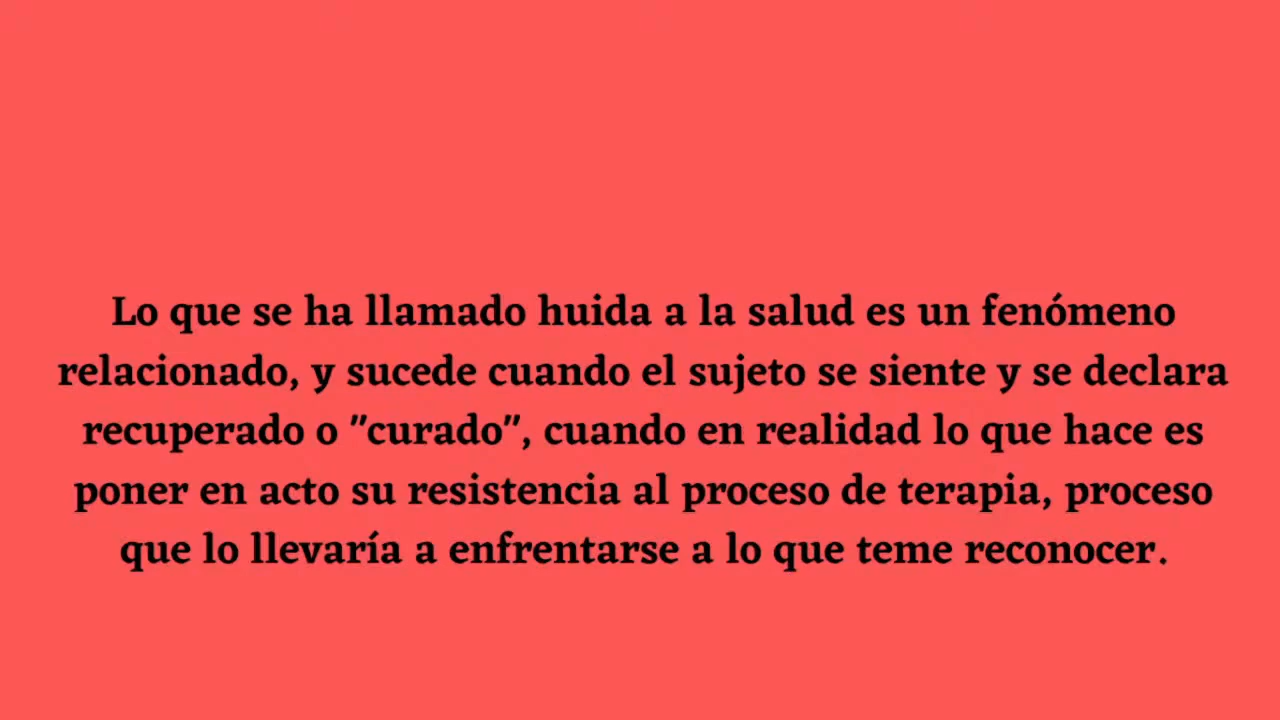 Lo que se ha llamado huida a la salud es un fenómeno
relacionado, y sucede cuando el sujeto se siente y se declara
recuperado o "curado", cuando en realidad lo que hace es
poner en acto su resistencia al proceso de terapia, proceso
que lo llevaría a enfrentarse a lo que teme reconocer.